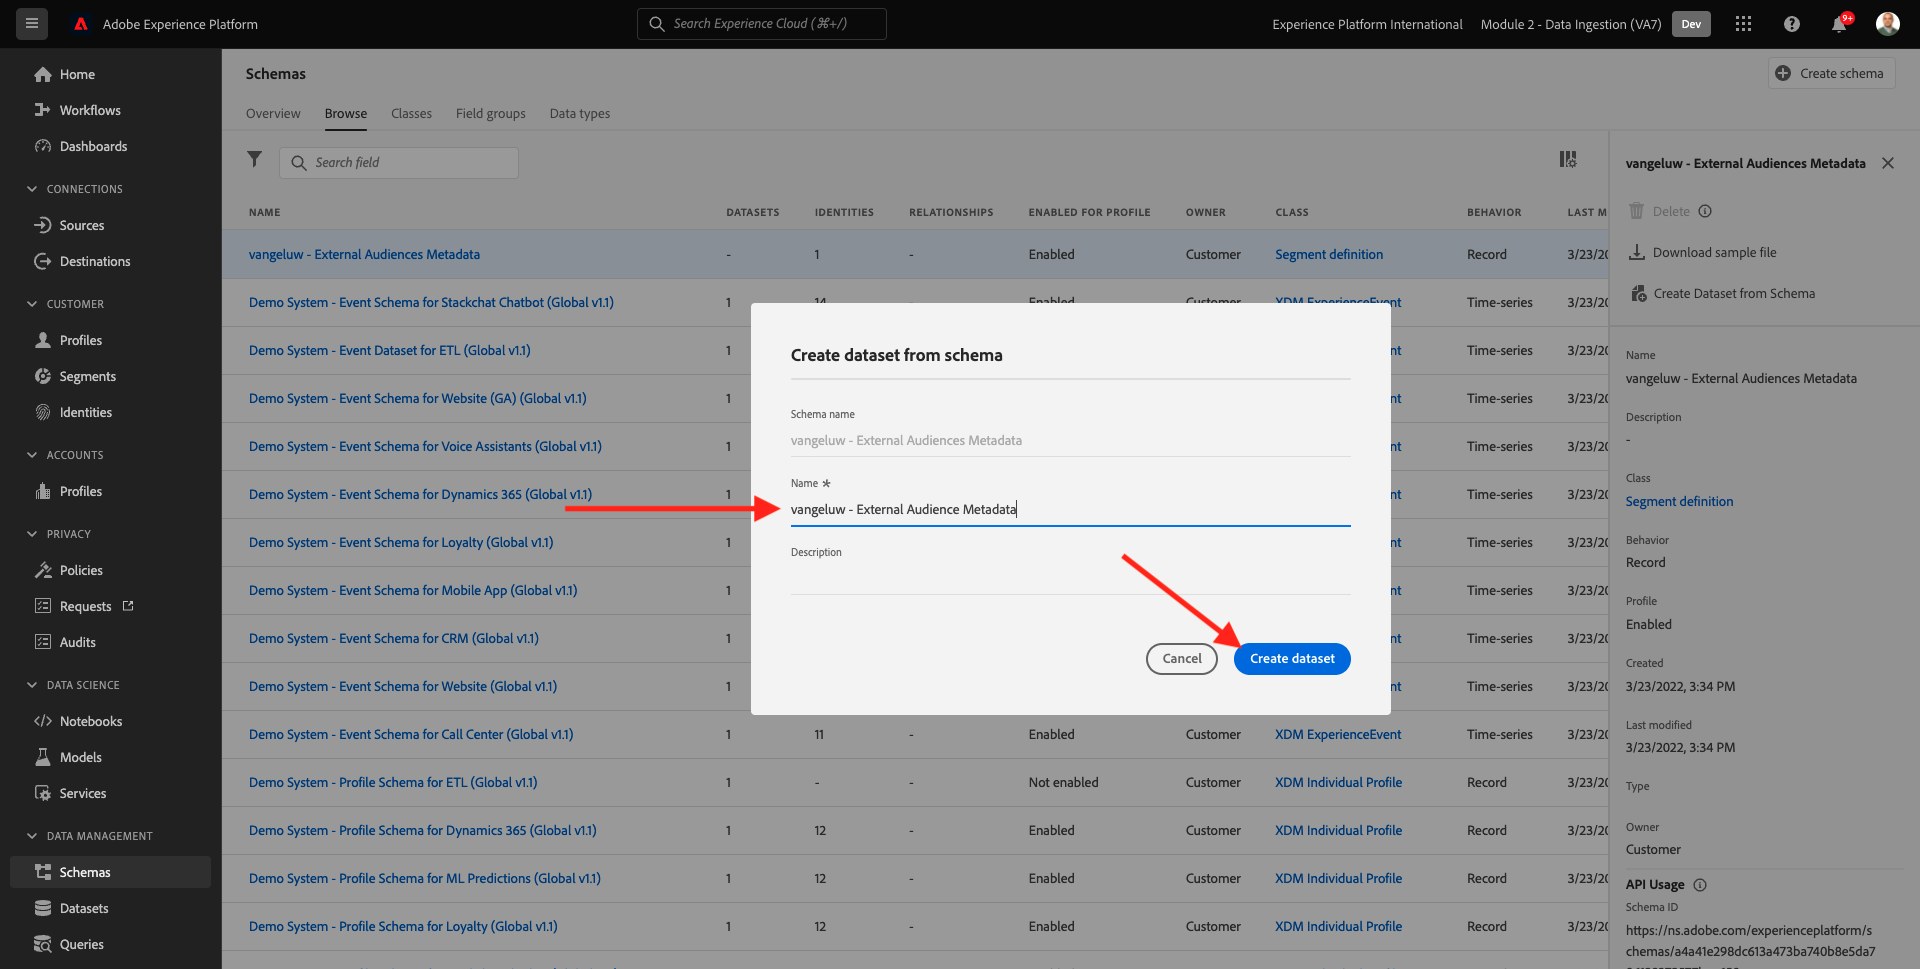 Adobe Experience Platform
Search Experience Cloud (⌘+/)
Experience Platform International
Module 2 - Data Ingestion (VA7)
Dev
9+
Home
Workflows
Dashboards
CONNECTIONS
Sources
Destinations
CUSTOMER
Profiles
Segments
Identities
ACCOUNTS
Profiles
PRIVACY
Policies
Requests
Audits
DATA SCIENCE
Notebooks
Models
Services
DATA MANAGEMENT
Schemas
Datasets
Queries
Schemas
Create schema
Overview Browse Classes Field groups Data types
Search field
NAME DATASETS IDENTITIES RELATIONSHIPS ENABLED FOR PROFILE OWNER CLASS BEHAVIOR LAST M
vangeluw - External Audiences Metadata - 1 - Enabled Customer Segment definition Record 3/23/20
Demo System - Event Schema for Stackchat Chatbot (Global v1.1) 1 14 - Enabled Customer XDM ExperienceEvent Time-series 3/23/20
Demo System - Event Dataset for ETL (Global v1.1) 1 nt Time-series 3/23/20
Demo System - Event Schema for Website (GA) (Global v1.1) 1 nt Time-series 3/23/20
Demo System - Event Schema for Voice Assistants (Global v1.1) 1 nt Time-series 3/23/20
Demo System - Event Schema for Dynamics 365 (Global v1.1) 1 nt Time-series 3/23/20
Demo System - Event Schema for Loyalty (Global v1.1) 1 nt Time-series 3/23/20
Demo System - Event Schema for Mobile App (Global v1.1) 1 nt Time-series 3/23/20
Demo System - Event Schema for CRM (Global v1.1) 1 nt Time-series 3/23/20
Demo System - Event Schema for Website (Global v1.1) 1 nt Time-series 3/23/20
Demo System - Event Schema for Call Center (Global v1.1) 1 11 - Enabled Customer XDM ExperienceEvent Time-series 3/23/20
Demo System - Profile Schema for ETL (Global v1.1) 1 - - Not enabled Customer XDM Individual Profile Record 3/23/20
Demo System - Profile Schema for Dynamics 365 (Global v1.1) 1 12 - Enabled Customer XDM Individual Profile Record 3/23/20
Demo System - Profile Schema for ML Predictions (Global v1.1) 1 12 - Enabled Customer XDM Individual Profile Record 3/23/20
Demo System - Profile Schema for Loyalty (Global v1.1) 1 12 - Enabled Customer XDM Individual Profile Record 3/23/20
Create dataset from schema
Schema name
vangeluw - External Audiences Metadata
Name *
vangeluw - External Audience Metadata
Description
Cancel
Create dataset
vangeluw - External Audiences Metadata
Delete
Download sample file
Create Dataset from Schema
Name
vangeluw - External Audiences Metadata
Description
-
Class
Segment definition
Behavior
Record
Profile
Enabled
Created
3/23/2022, 3:34 PM
Last modified
3/23/2022, 3:34 PM
Type
Owner
Customer
API Usage
Schema ID
https://ns.adobe.com/experienceplatform/s
chemas/a4a41e298dc613a473ba740b8e5da7